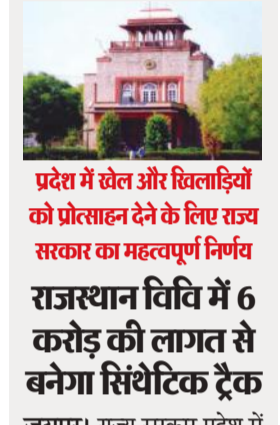 प्रदेश में खेल और खिलाड़ियों
को प्रोत्साहन देने के लिए राज्य
सरकार का महत्वपूर्ण निर्णय
राजस्थान विवि में 6
करोड़ की लागत से
बनेगा सिंथेटिक ट्रैक